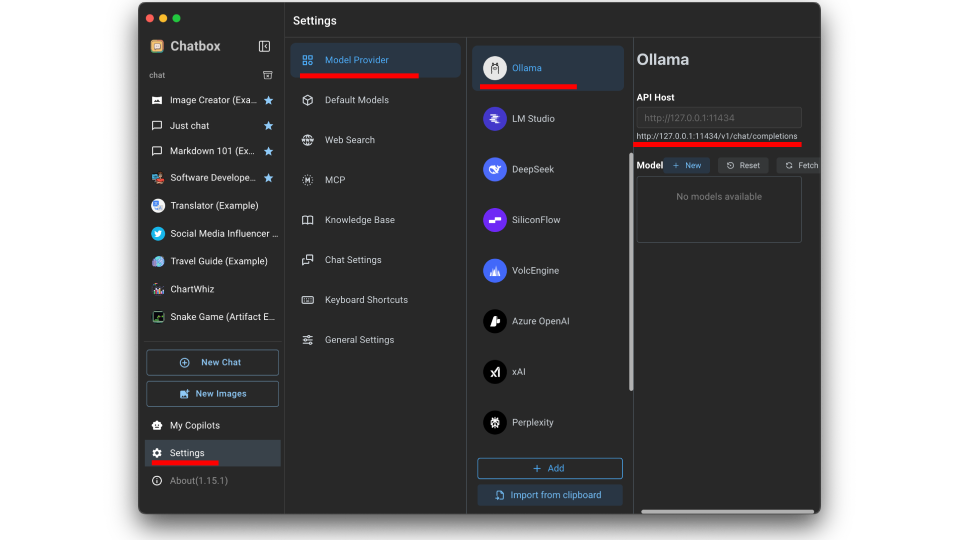 Chatbox
chat
Image Creator (Exa...
Just chat
Markdown 101 (Ex...
Software Develope...
Translator (Example)
Social Media Influencer ...
Travel Guide (Example)
ChartWhiz
Snake Game (Artifact E...
New Chat
New Images
My Copilots
Settings
About(1.15.1)
Settings
Model Provider
Default Models
Web Search
MCP
Knowledge Base
Chat Settings
Keyboard Shortcuts
General Settings
Ollama
LM Studio
DeepSeek
SiliconFlow
VolcEngine
Azure OpenAI
xAI
Perplexity
Add
Import from clipboard
Ollama
API Host
http://127.0.0.1:11434
http://127.0.0.1:11434/v1/chat/completions
Model New Reset Fetch
No models available